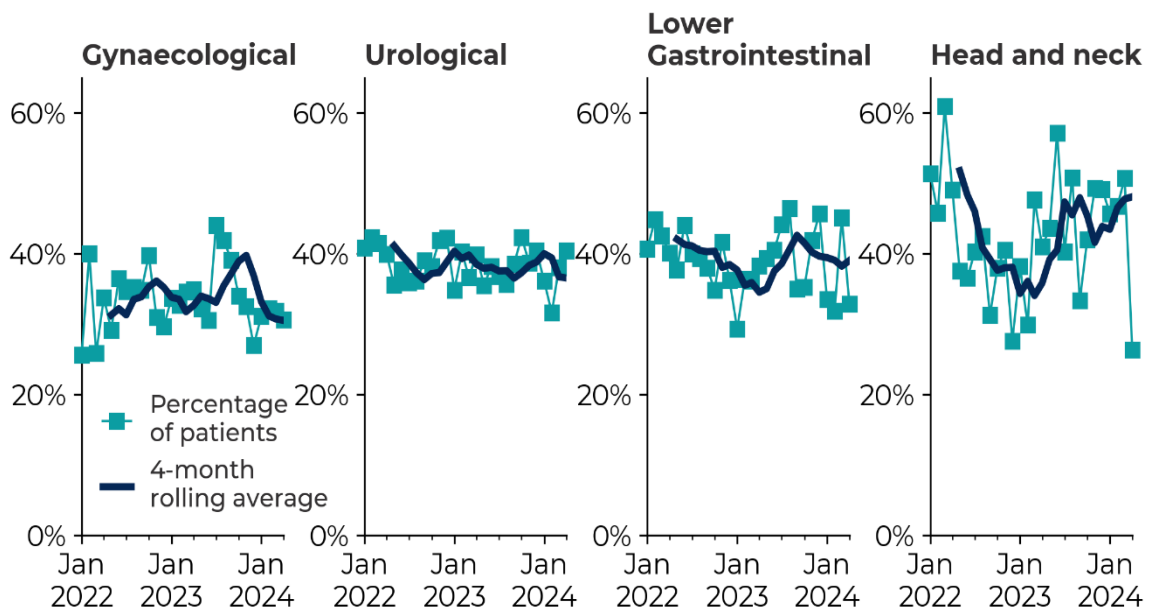 Gynaecological
60%
40%
20%
0%
Jan
2022
Jan
2023
Jan
2024
Percentage
of patients
4-month
rolling average
Urological
60%
40%
20%
0%
Jan
2022
Jan
2023
Jan
2024
Lower
Gastrointestinal
60%
40%
20%
0%
Jan
2022
Jan
2023
Jan
2024
Head and neck
60%
40%
20%
0%
Jan
2022
Jan
2023
Jan
2024